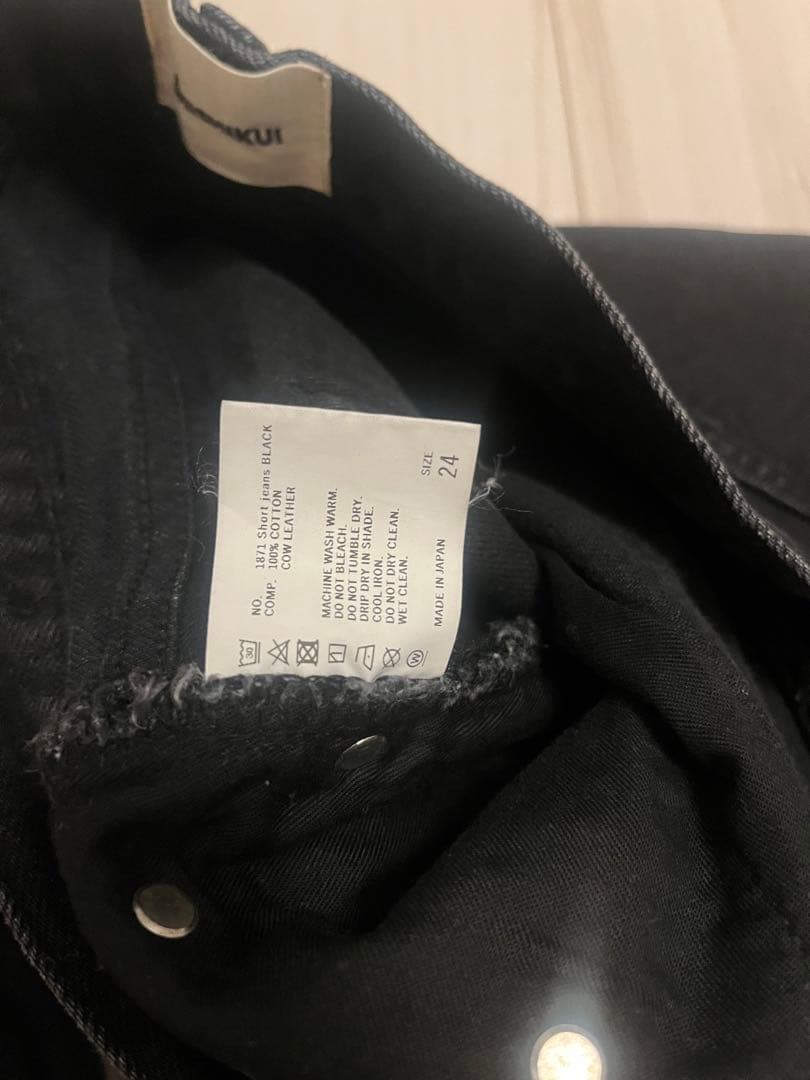 NO. 1871 Short jeans BLACK
COMP. 100% COTTON
COW LEATHER
MACHINE WASH WARM.
DO NOT BLEACH.
DO NOT TUMBLE DRY.
DRIP DRY IN SHADE.
COOL IRON.
DO NOT DRY CLEAN.
WET CLEAN.
30
W
MADE IN JAPAN
SIZE
24